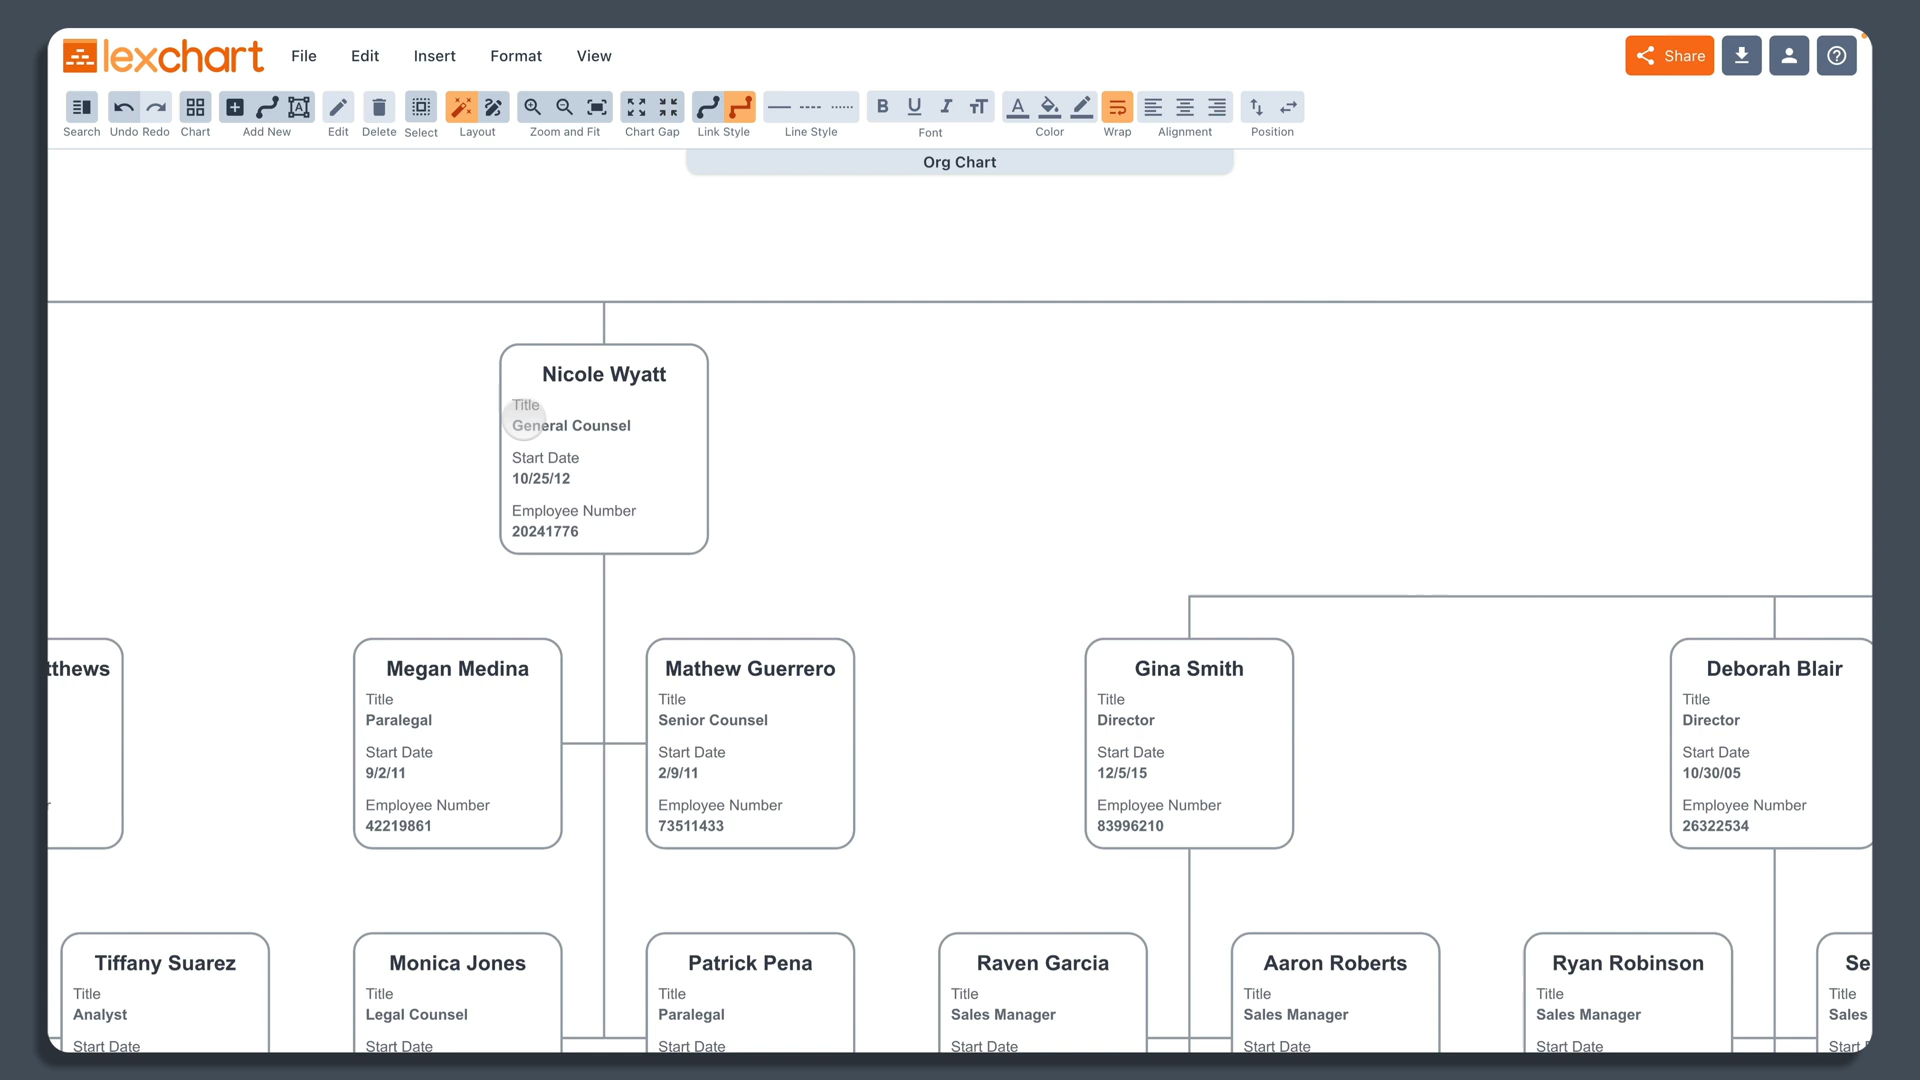 lexchart File Edit Insert Format View Share
Search Undo Redo Chart Add New Edit Delete Select Layout Zoom and Fit Chart Gap Link Style Line Style Font Color Wrap Alignment Position
Org Chart
Nicole Wyatt
Title
General Counsel
Start Date
10/25/12
Employee Number
20241776
tthews
Megan Medina
Title
Paralegal
Start Date
9/2/11
Employee Number
42219861
Mathew Guerrero
Title
Senior Counsel
Start Date
2/9/11
Employee Number
73511433
Gina Smith
Title
Director
Start Date
12/5/15
Employee Number
83996210
Deborah Blair
Title
Director
Start Date
10/30/05
Employee Number
26322534
Tiffany Suarez
Title
Analyst
Start Date
Monica Jones
Title
Legal Counsel
Start Date
Patrick Pena
Title
Paralegal
Start Date
Raven Garcia
Title
Sales Manager
Start Date
Aaron Roberts
Title
Sales Manager
Start Date
Ryan Robinson
Title
Sales Manager
Start Date
Se
Title
Sales
Start